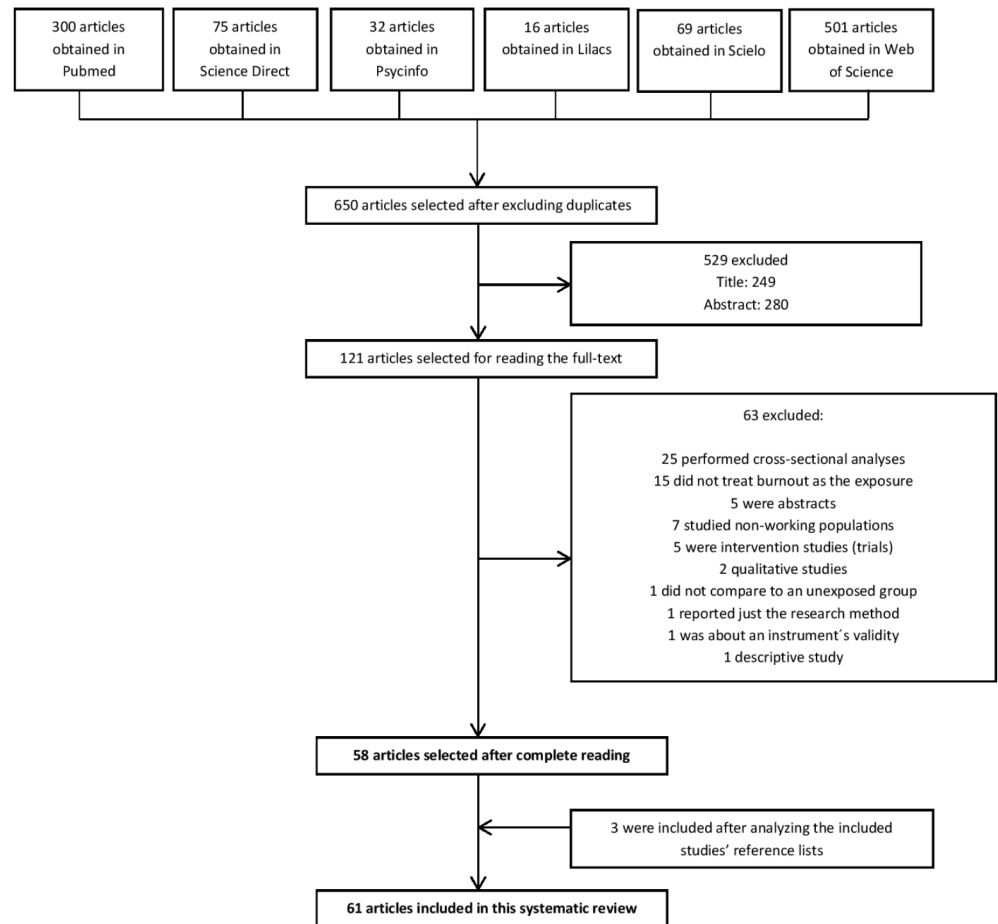 300 articles
obtained in
Pubmed
75 articles
obtained in
Science Direct
32 articles
obtained in
Psycinfo
16 articles
obtained in Lilacs
69 articles
obtained in Scielo
501 articles
obtained in Web
of Science
650 articles selected after excluding duplicates
529 excluded
Title: 249
Abstract: 280
121 articles selected for reading the full-text
63 excluded:
25 performed cross-sectional analyses
15 did not treat burnout as the exposure
5 were abstracts
7 studied non-working populations
5 were intervention studies (trials)
2 qualitative studies
1 did not compare to an unexposed group
1 reported just the research method
1 was about an instrument´s validity
1 descriptive study
58 articles selected after complete reading
3 were included after analyzing the included
studies’ reference lists
61 articles included in this systematic review